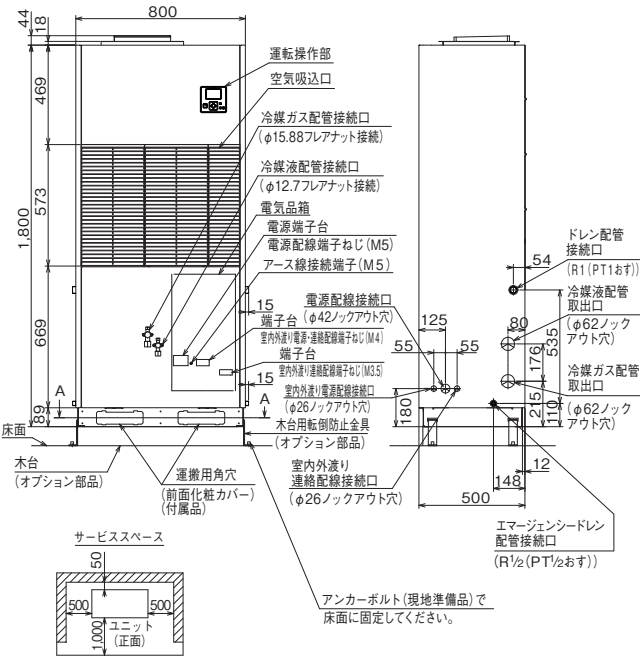 44
18
800
469
573
1,800
669
89
運転操作部
空気吸込口
冷媒ガス配管接続口
(φ15.88フレアナット接続)
冷媒液配管接続口
(φ12.7フレアナット接続)
電気品箱
電源端子台
電源配線端子ねじ(M5)
アース線接続端子(M5)
15
端子台
室内外渡り電源・連絡配線端子ねじ(M4)
端子台
室内外渡り連絡配線端子ねじ(M3.5)
15
室内外渡り電源配線接続口
(φ26ノックアウト穴)
木台用転倒防止金具
(オプション部品)
A
A
床面
木台
(オプション部品)
運搬用角穴
(前面化粧カバー)
(付属品)
室内外渡り
連絡配線接続口
(φ26ノックアウト穴)
電源配線接続口
(φ42ノックアウト穴)
125
55
55
180
54
80
176
535
215
110
12
148
500
ドレン配管
接続口
(R1(PT1おす))
冷媒液配管
取出口
(φ62ノック
アウト穴)
冷媒ガス配管
取出口
(φ62ノック
アウト穴)
エマージェンシードレン
配管接続口
(R½(PT½おす))
サービススペース
50
500
500
ユニット
(正面)
1,000
アンカーボルト(現地準備品)で
床面に固定してください。